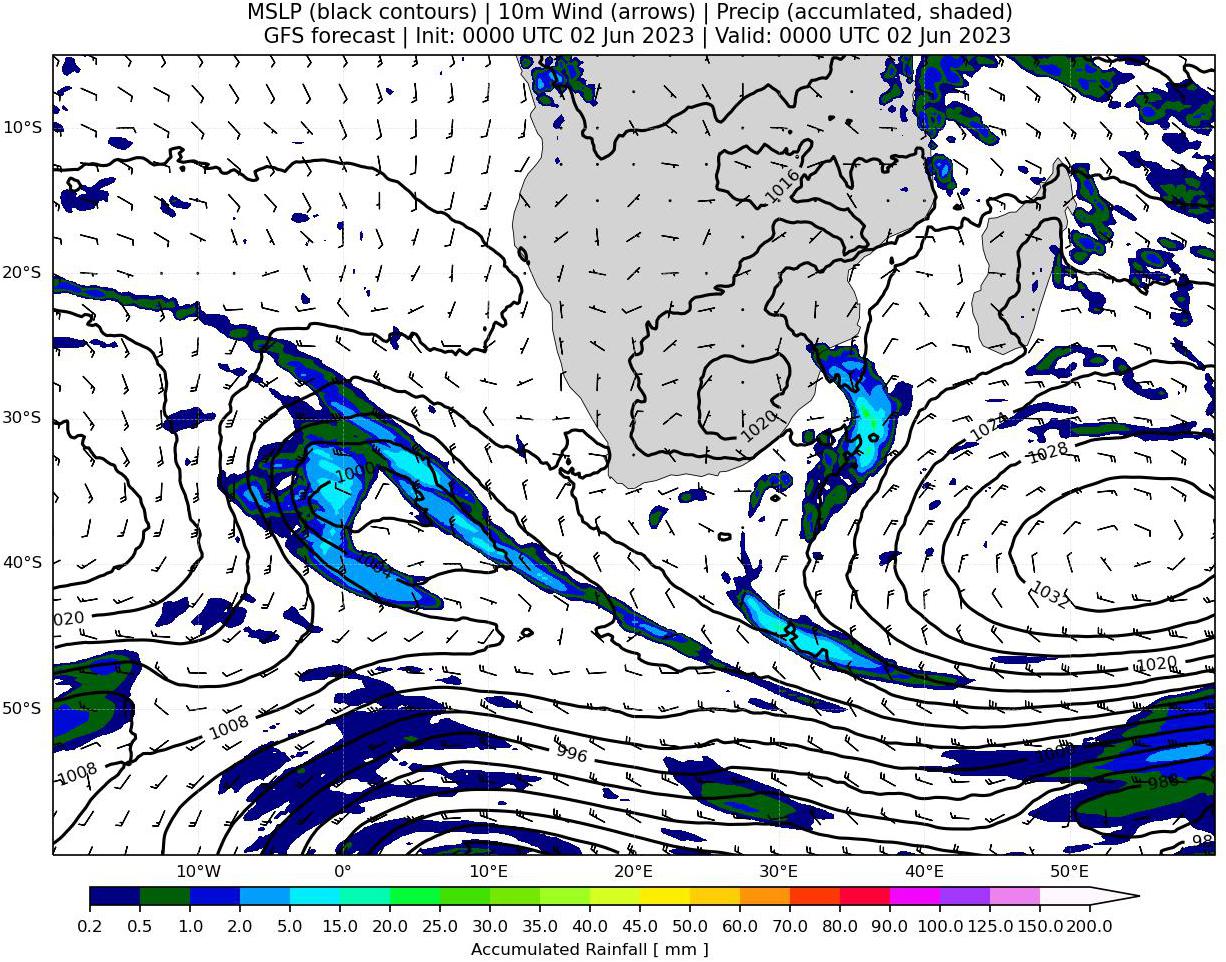 MSLP (black contours) | 10m Wind (arrows) | Precip (accumlated, shaded)
GFS forecast | Init: 0000 UTC 02 Jun 2023 | Valid: 0000 UTC 02 Jun 2023
10°S
1016
20°S
30°S
1020
1024
1028
1000
40°S
1004
1032
020
1020
50°S
1008
996
1008
988
10°W 0° 10°E 20°E 30°E 40°E 50°E
0.2 0.5 1.0 2.0 5.0 10.0 15.0 20.0 25.0 30.0 35.0 40.0 45.0 50.0 60.0 70.0 80.0 90.0 100.0 125.0 150.0 200.0
Accumulated Rainfall [ mm ]